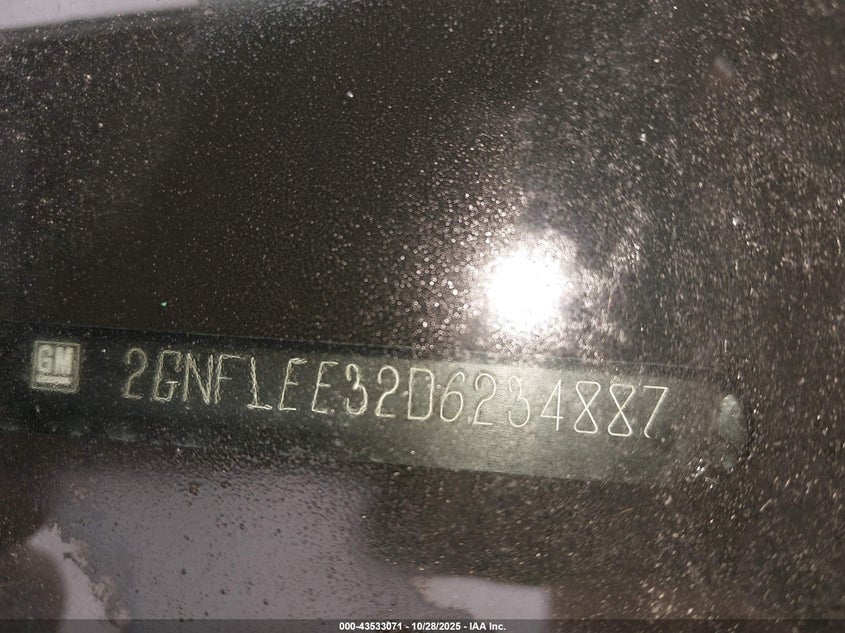 GM
2GNFLEE32D6234887
000-43533071 - 10/28/2025 - IAA Inc.